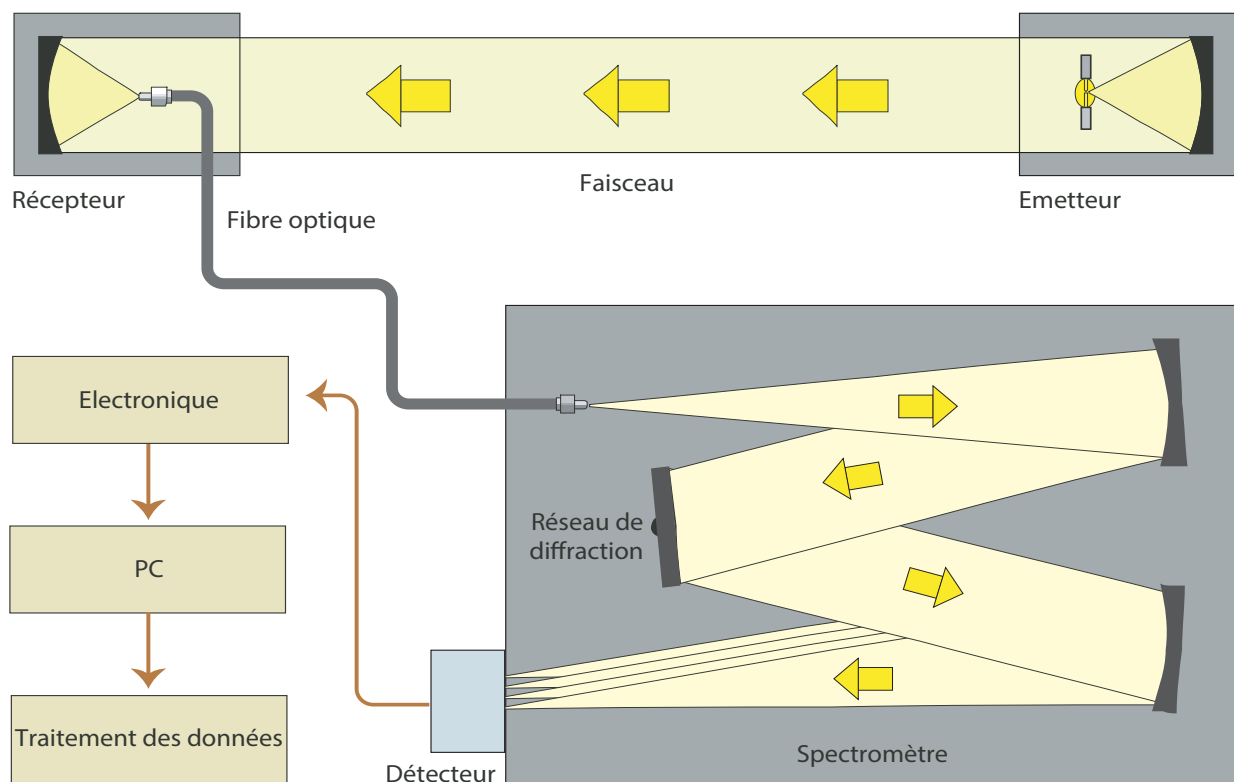 Récepteur
Faisceau
Emetteur
Fibre optique
Electronique
Réseau de
diffraction
PC
Traitement des données
Détecteur
Spectromètre